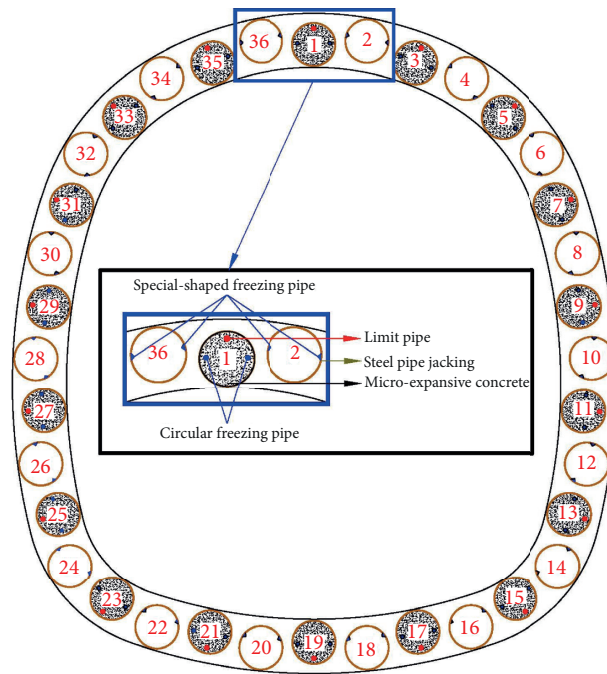 36 1 2
35 3
34 4
33 5
32 6
31 7
30 8
29 9
28 10
27 11
26 12
25 13
24 14
23 15
22 16
21 17
20 18
19
Special-shaped freezing pipe
Limit pipe
36 1 2
Steel pipe jacking
Micro-expansive concrete
Circular freezing pipe